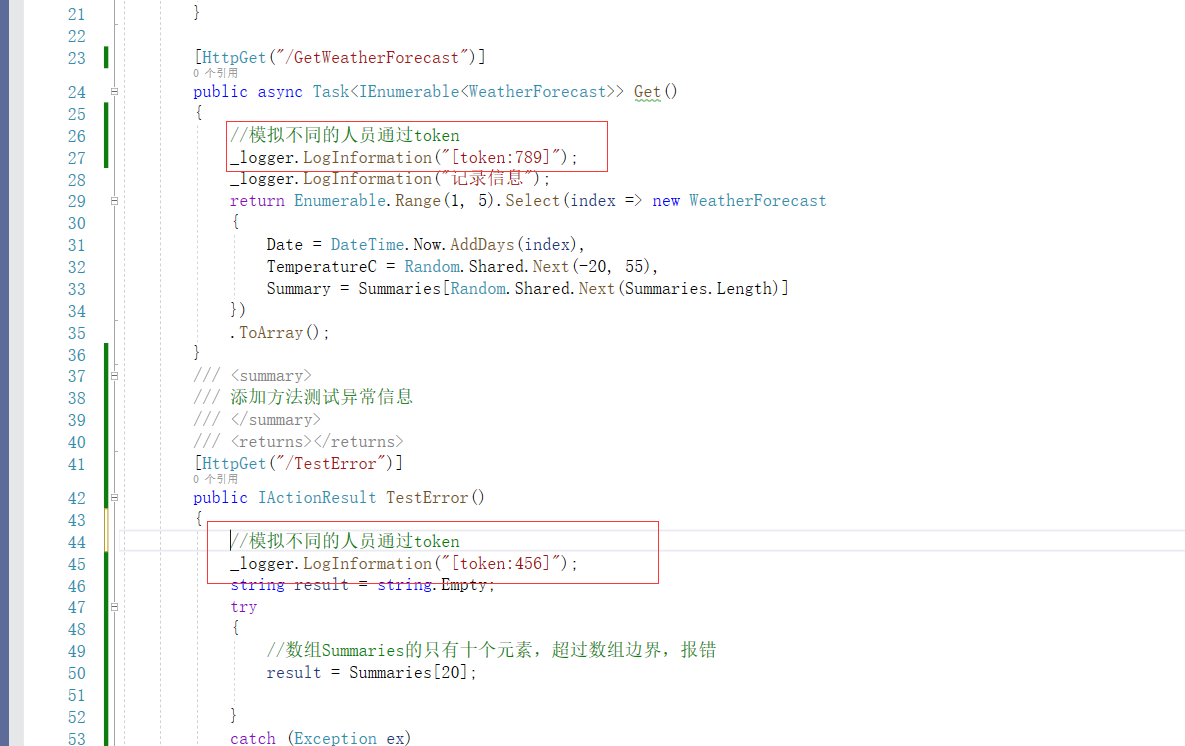 21 }
22
23 [HttpGet("/GetWeatherForecast")]
0 个引用
24 public async Task<IEnumerable<WeatherForecast>> Get()
25 {
26 //模拟不同的人员通过token
27 _logger.LogInformation("[token:789]");
28 _logger.LogInformation("记录信息");
29 return Enumerable.Range(1, 5).Select(index => new WeatherForecast
30 {
31 Date = DateTime.Now.AddDays(index),
32 TemperatureC = Random.Shared.Next(-20, 55),
33 Summary = Summaries[Random.Shared.Next(Summaries.Length)]
34 })
35 .ToArray();
36 }
37 /// <summary>
38 /// 添加方法测试异常信息
39 /// </summary>
40 /// <returns></returns>
41 [HttpGet("/TestError")]
0 个引用
42 public IActionResult TestError()
43 {
44 //模拟不同的人员通过token
45 _logger.LogInformation("[token:456]");
46 string result = string.Empty;
47 try
48 {
49 //数组Summaries的只有十个元素，超过数组边界，报错
50 result = Summaries[20];
51
52 }
53 catch (Exception ex)